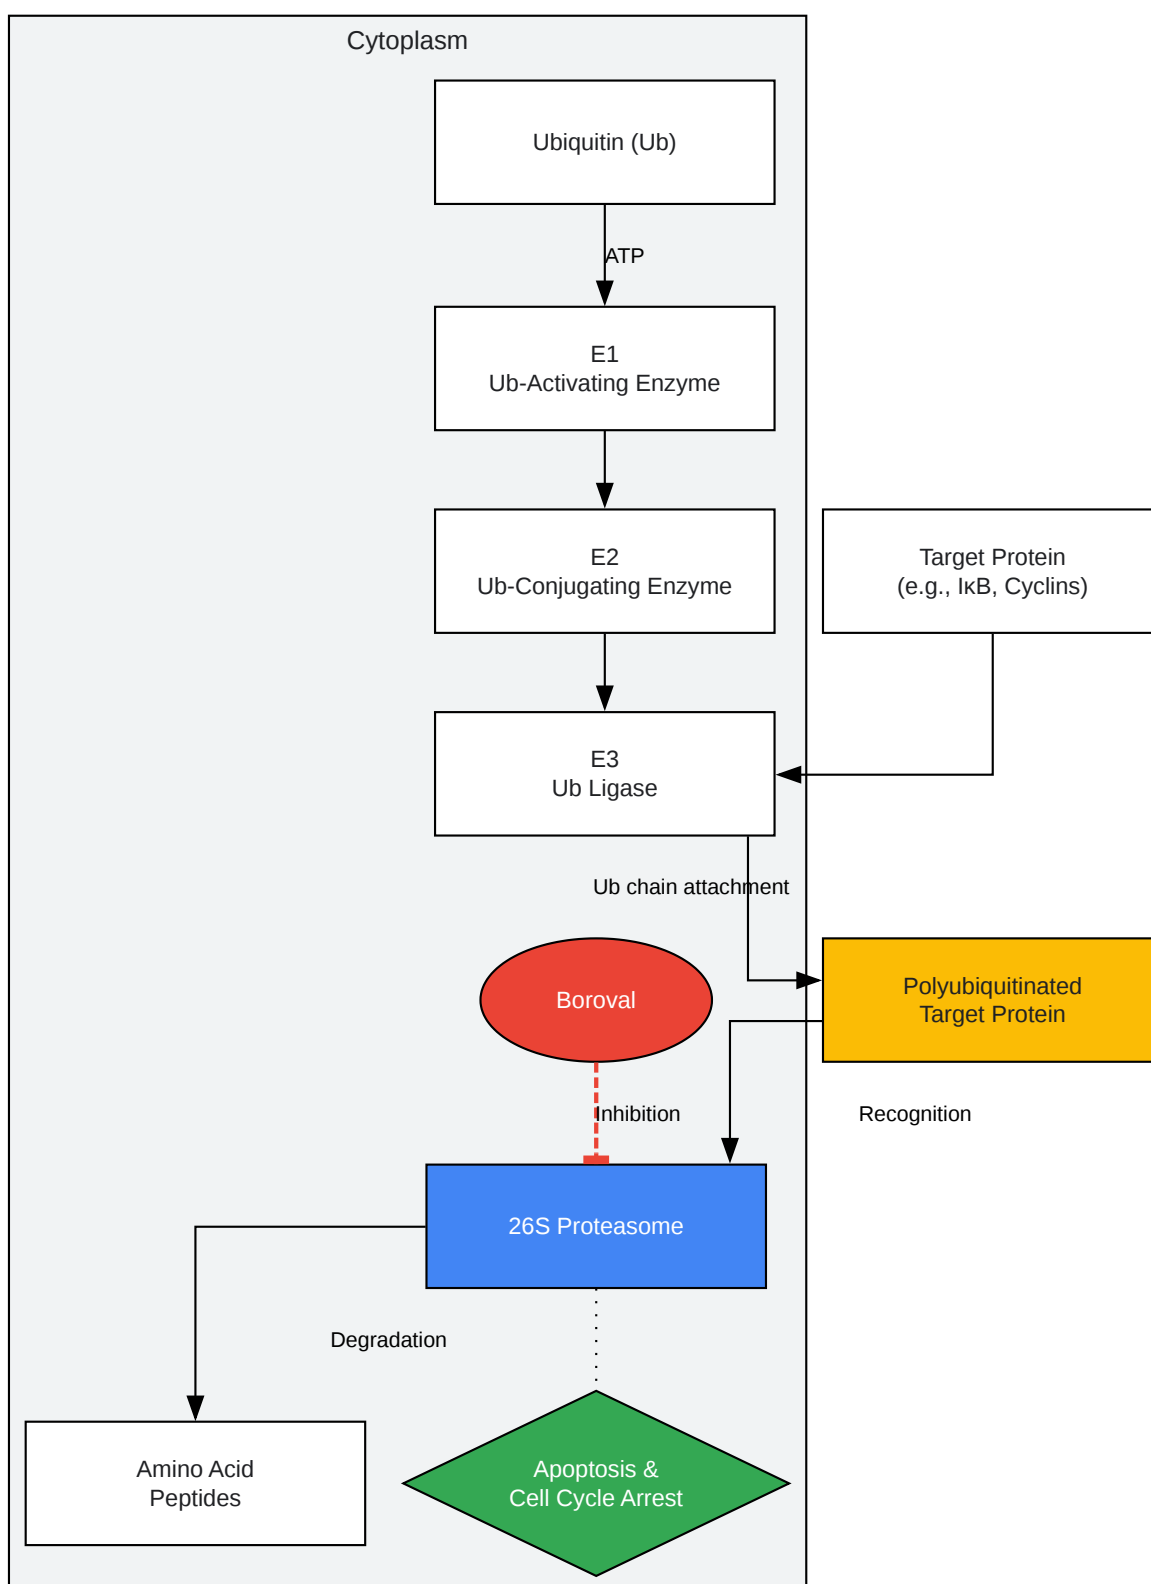 Cytoplasm
Ubiquitin (Ub)
ATP
E1
Ub-Activating Enzyme
E2
Ub-Conjugating Enzyme
Target Protein
(e.g., IκB, Cyclins)
E3
Ub Ligase
Ub chain attachment
Boroval
Polyubiquitinated
Target Protein
Inhibition
Recognition
26S Proteasome
Degradation
Amino Acid
Peptides
Apoptosis &
Cell Cycle Arrest